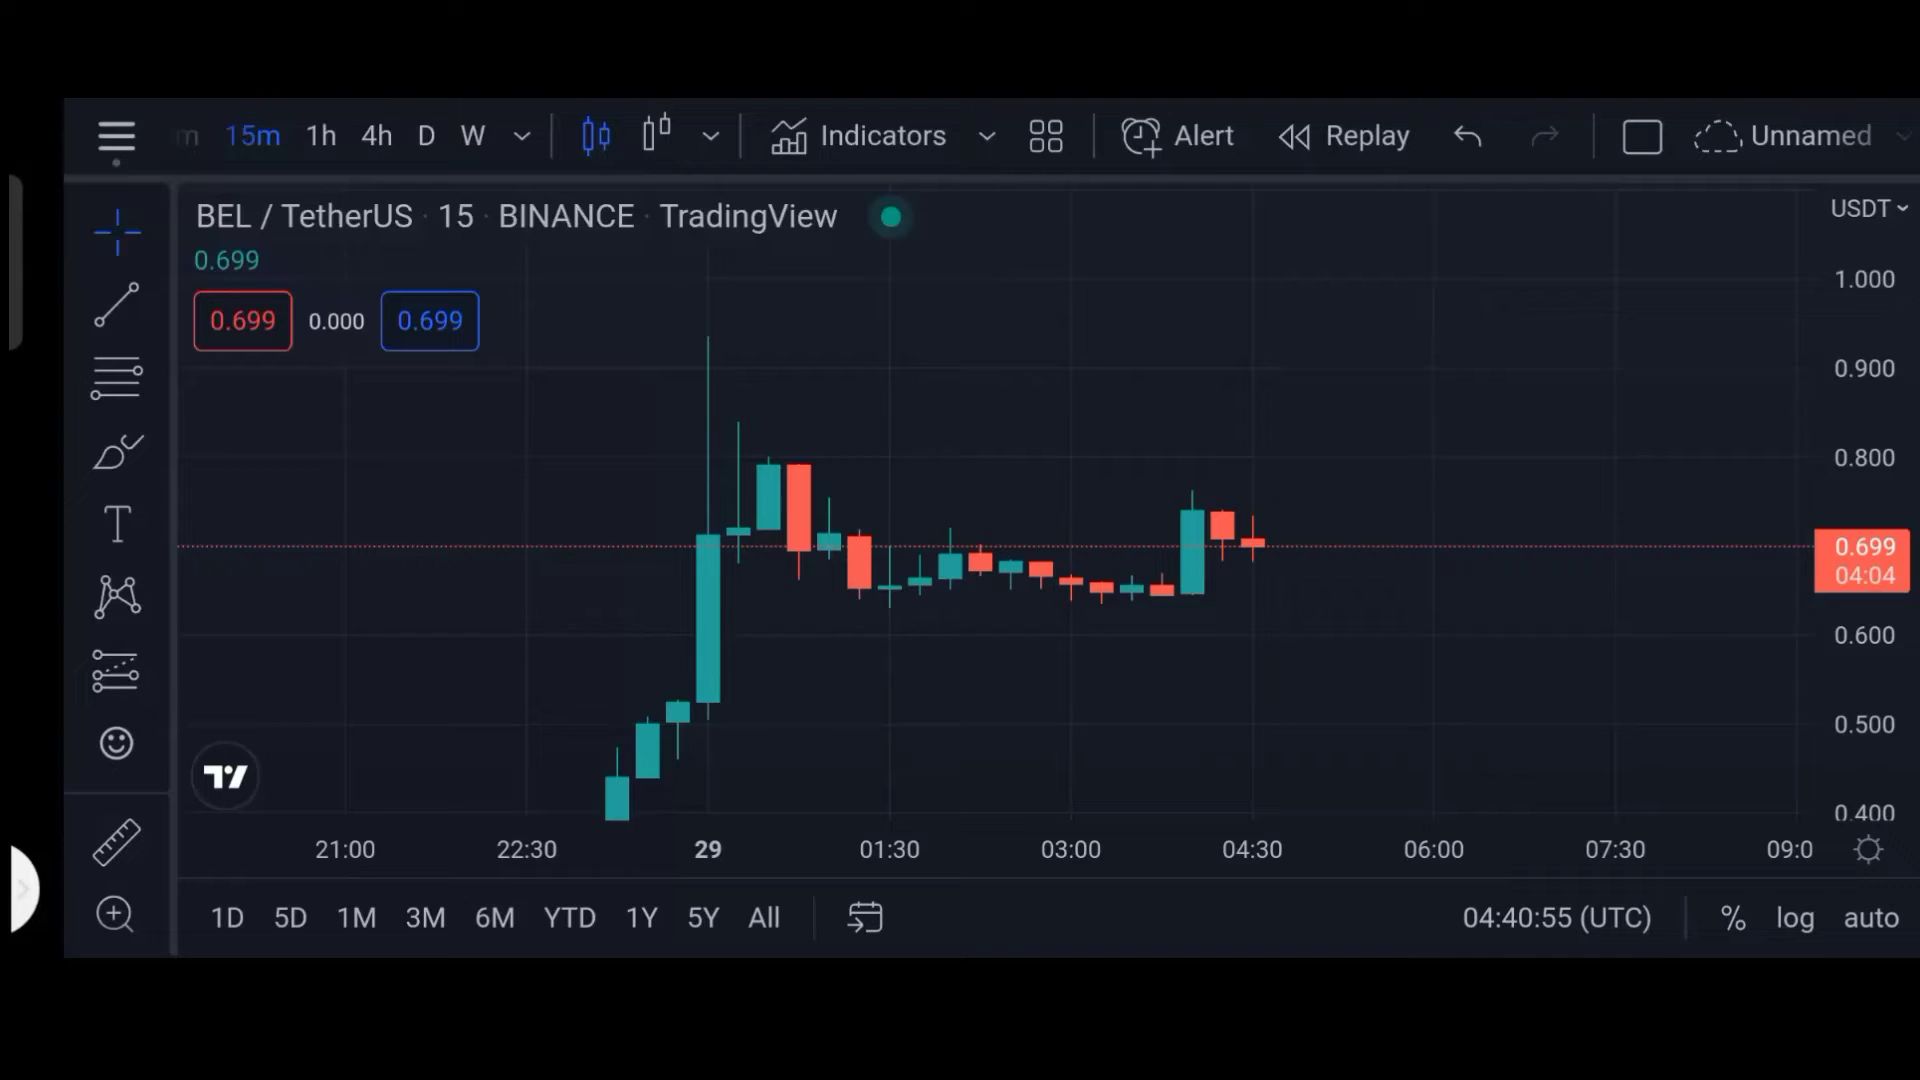 m 15m 1h 4h D W Indicators Alert Replay Unnamed
BEL / TetherUS · 15 · BINANCE · TradingView
USDT
0.699
0.699 0.000 0.699
1.000
0.900
0.800
0.699
04:04
0.600
0.500
0.400
T
21:00 22:30 29 01:30 03:00 04:30 06:00 07:30 09:0
1D 5D 1M 3M 6M YTD 1Y 5Y All 04:40:55 (UTC) % log auto